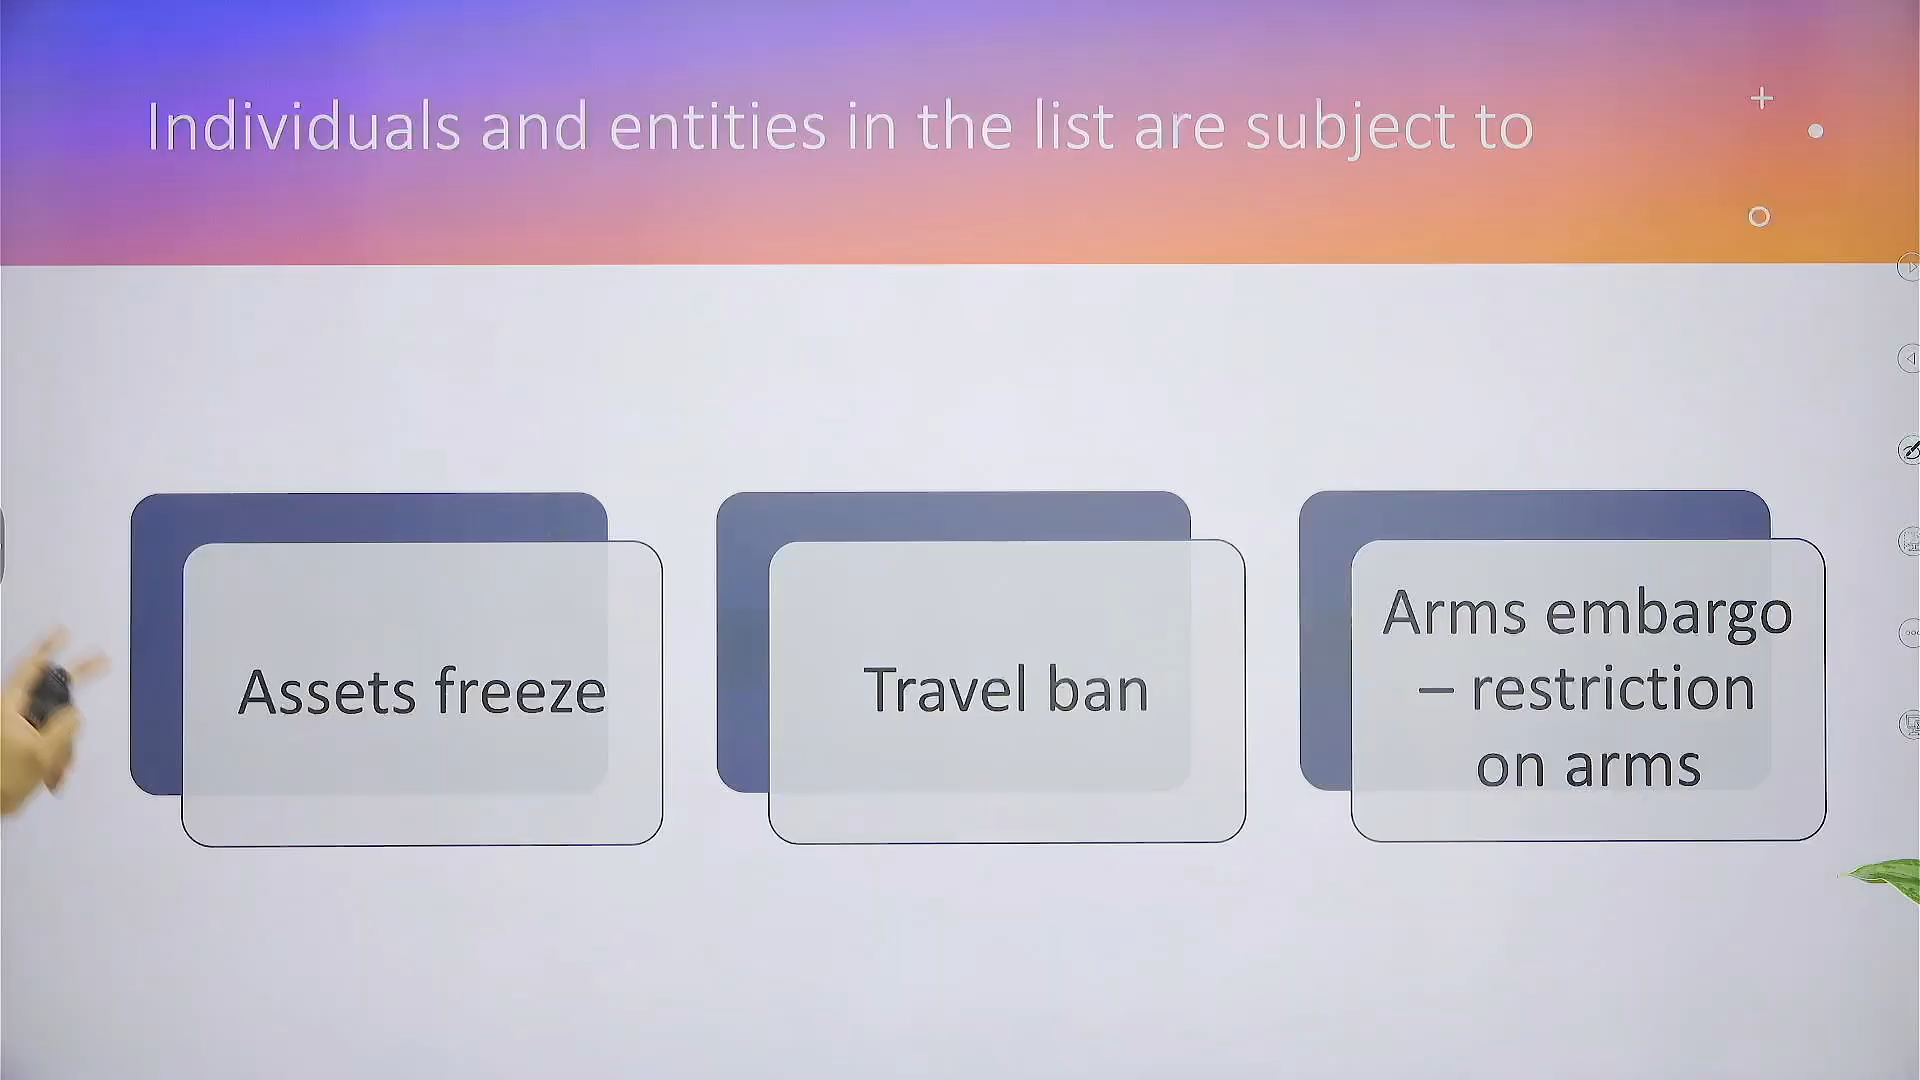 Individuals and entities in the list are subject to
Assets freeze
Travel ban
Arms embargo
– restriction
on arms